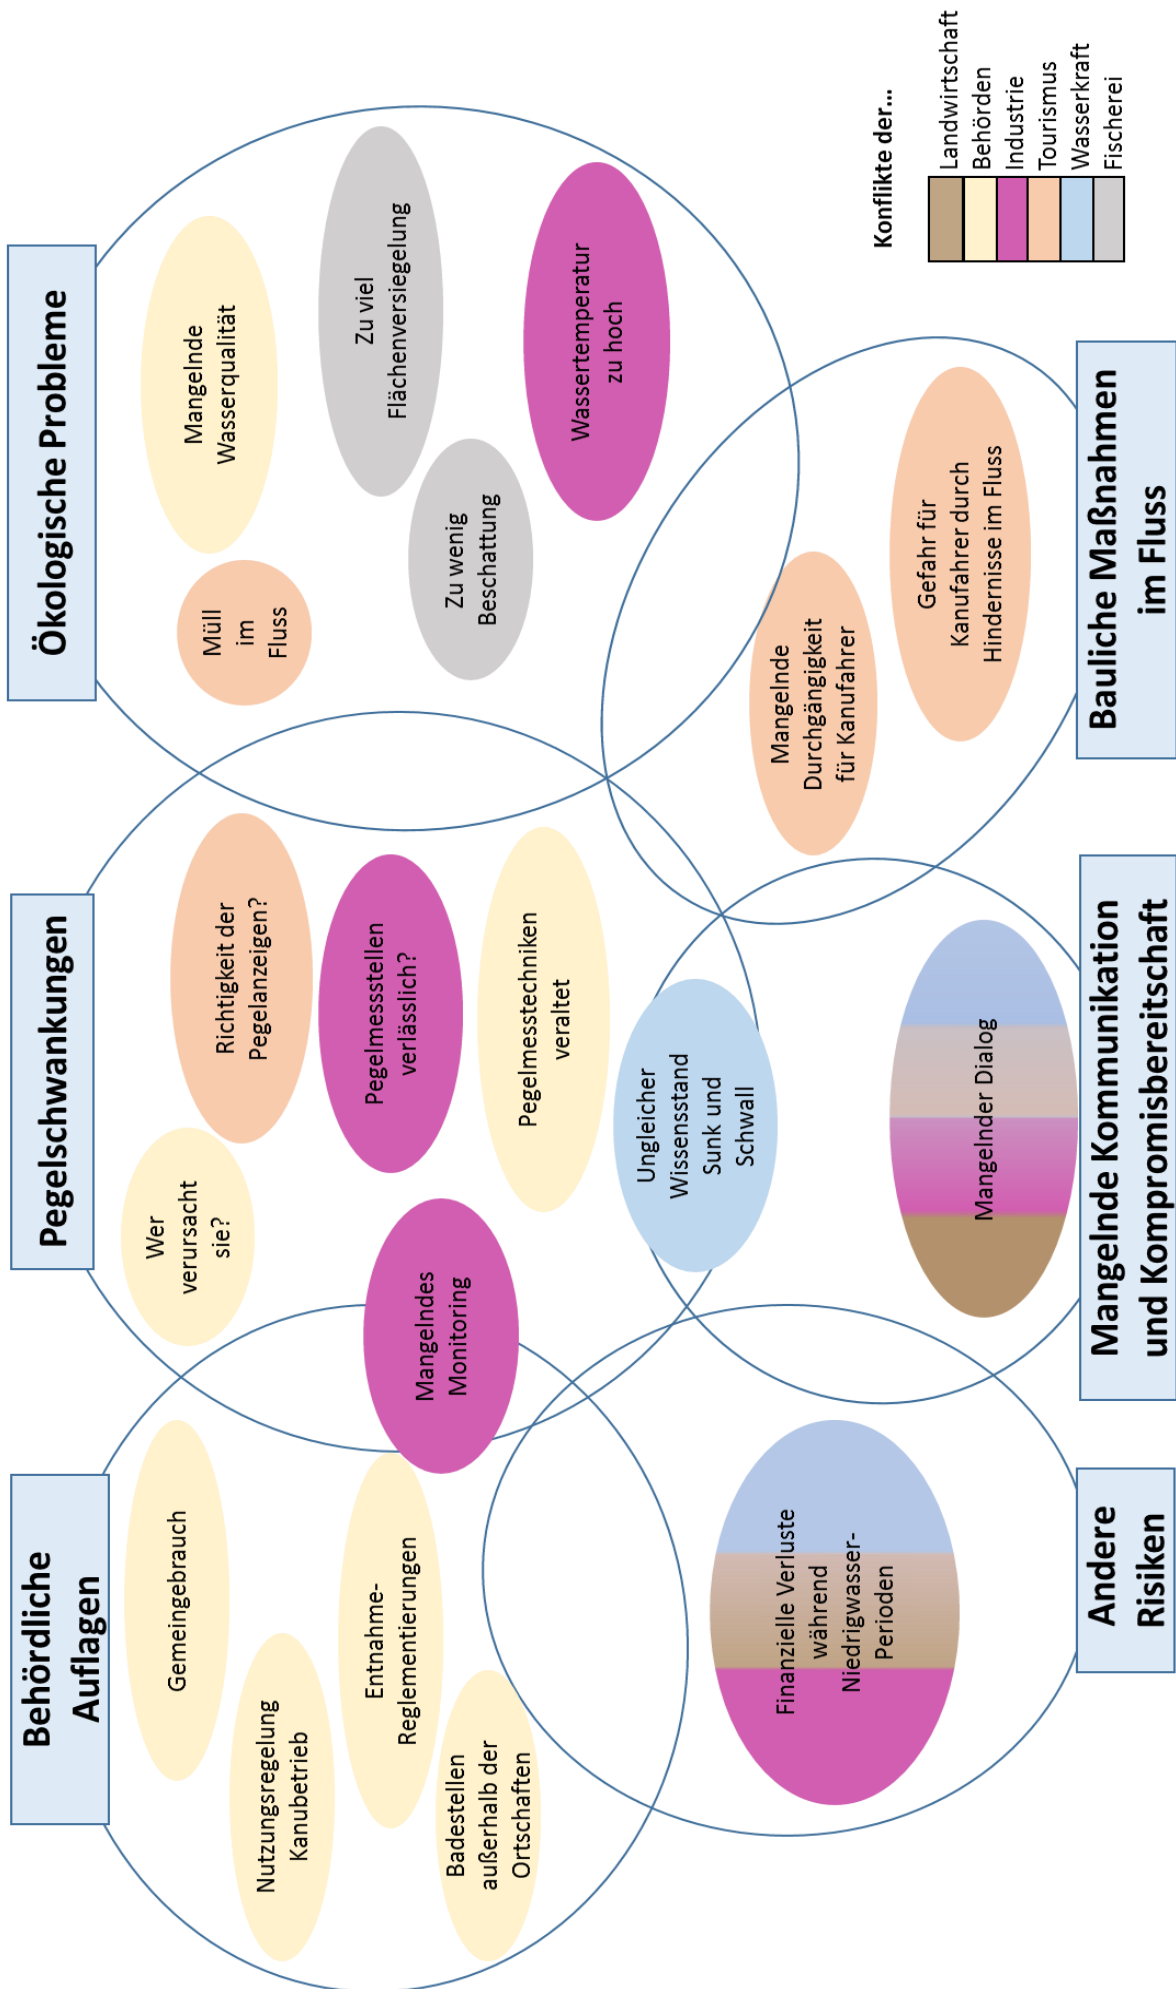 Behördliche
Auflagen
Gemeingebrauch
Nutzungsregelung
Kanubetrieb
Entnahme-
Reglementierungen
Badestellen
außerhalb der
Ortschaften
Pegelschwankungen
Wer
verursacht
sie?
Richtigkeit der
Pegelanzeigen?
Pegelmessstellen
verlässlich?
Mangelndes
Monitoring
Pegelmesstechniken
veraltet
Ungleicher
Wissensstand
Sunk und
Schwall
Ökologische Probleme
Müll
im
Fluss
Mangelnde
Wasserqualität
Zu viel
Flächenversiegelung
Zu wenig
Beschattung
Wassertemperatur
zu hoch
Finanzielle Verluste
während
Niedrigwasser-
Perioden
Andere
Risiken
Mangelnder Dialog
Mangelnde Kommunikation
und Kompromisbereitschaft
Mangelnde
Durchgängigkeit
für Kanufahrer
Gefahr für
Kanufahrer durch
Hindernisse im Fluss
Bauliche Maßnahmen
im Fluss
Konflikte der...
Landwirtschaft
Behörden
Industrie
Tourismus
Wasserkraft
Fischerei